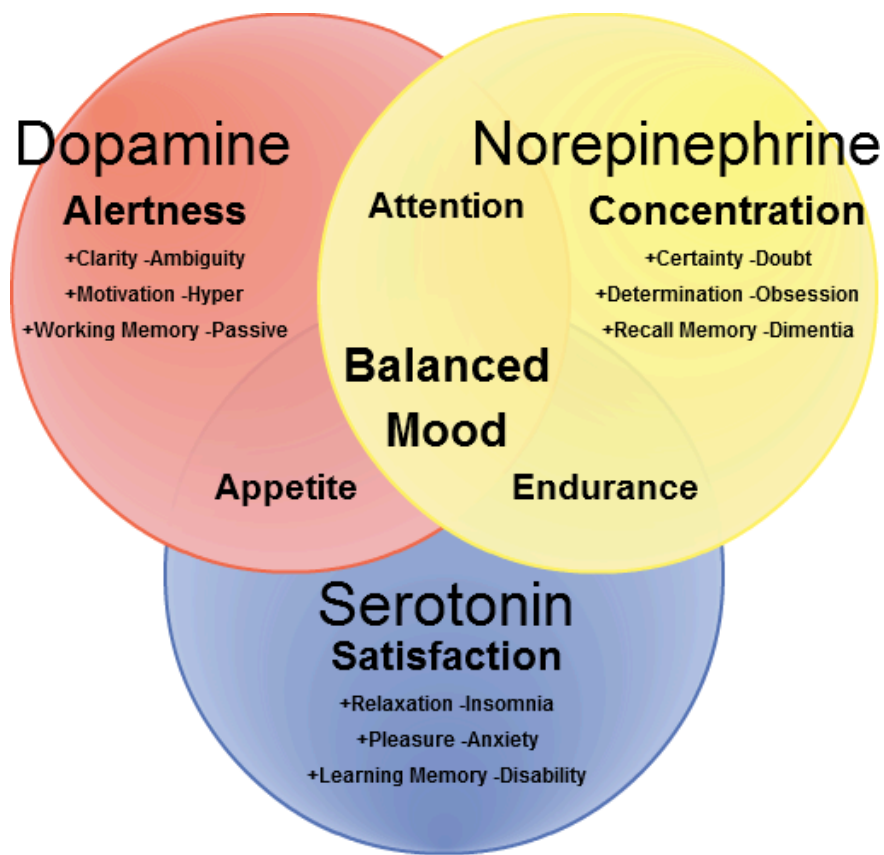 Dopamine
Alertness
+Clarity -Ambiguity
+Motivation -Hyper
+Working Memory -Passive
Attention
Norepinephrine
Concentration
+Certainty -Doubt
+Determination -Obsession
+Recall Memory -Dimentia
Balanced
Mood
Appetite
Endurance
Serotonin
Satisfaction
+Relaxation -Insomnia
+Pleasure -Anxiety
+Learning Memory -Disability